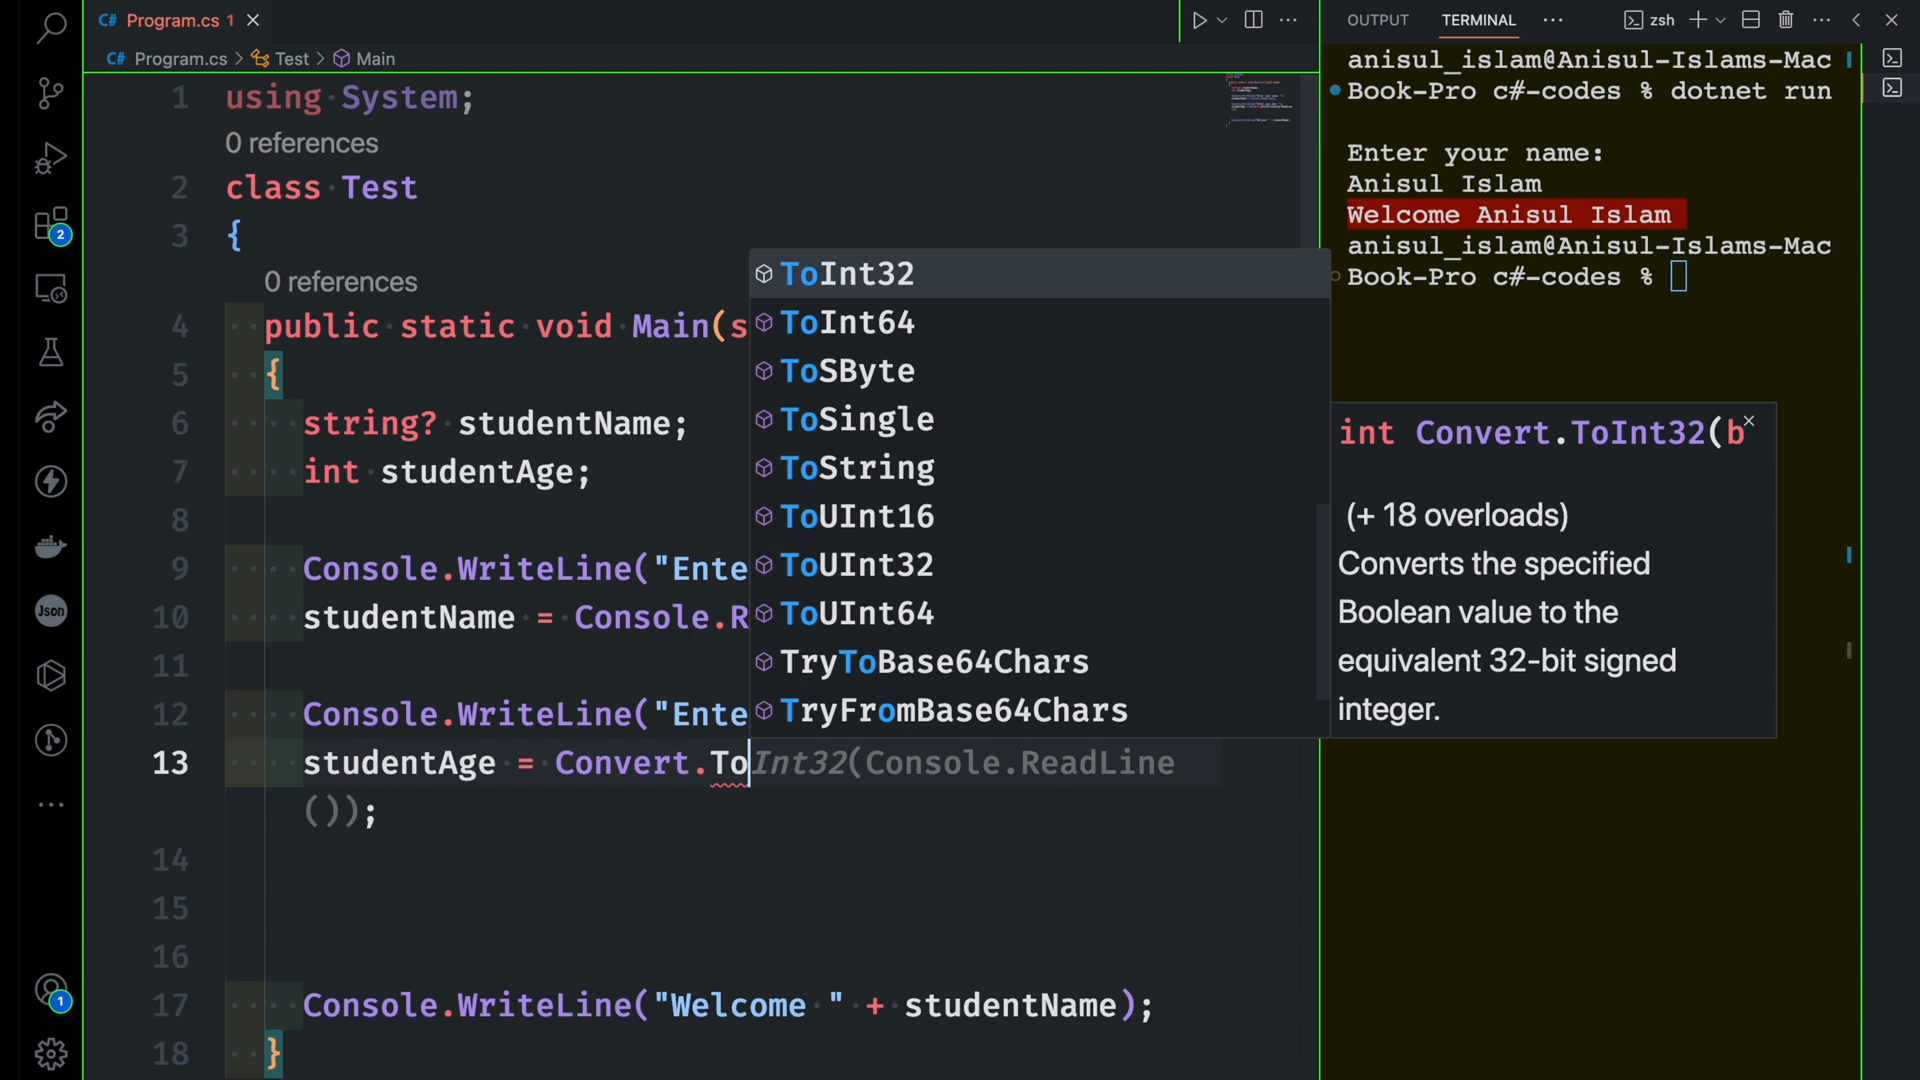 C# Program.cs 1
C# Program.cs > Test > Main
1 using System;
0 references
2 class Test
3 {
0 references
4 public static void Main(s
5 {
6 string? studentName;
7 int studentAge;
8
9 Console.WriteLine("Ente
10 studentName = Console.R
11
12 Console.WriteLine("Ente
13 studentAge = Convert.ToInt32(Console.ReadLine
());
14
15
16
17 Console.WriteLine("Welcome " + studentName);
18 }
ToInt32
ToInt64
ToSByte
ToSingle
ToString
ToUInt16
ToUInt32
ToUInt64
TryToBase64Chars
TryFromBase64Chars
int Convert.ToInt32(b
(+ 18 overloads)
Converts the specified
Boolean value to the
equivalent 32-bit signed
integer.
OUTPUT TERMINAL zsh
anisul_islam@Anisul-Islams-Mac
Book-Pro c#-codes % dotnet run
Enter your name:
Anisul Islam
Welcome Anisul Islam
anisul_islam@Anisul-Islams-Mac
Book-Pro c#-codes %
2
Json
1